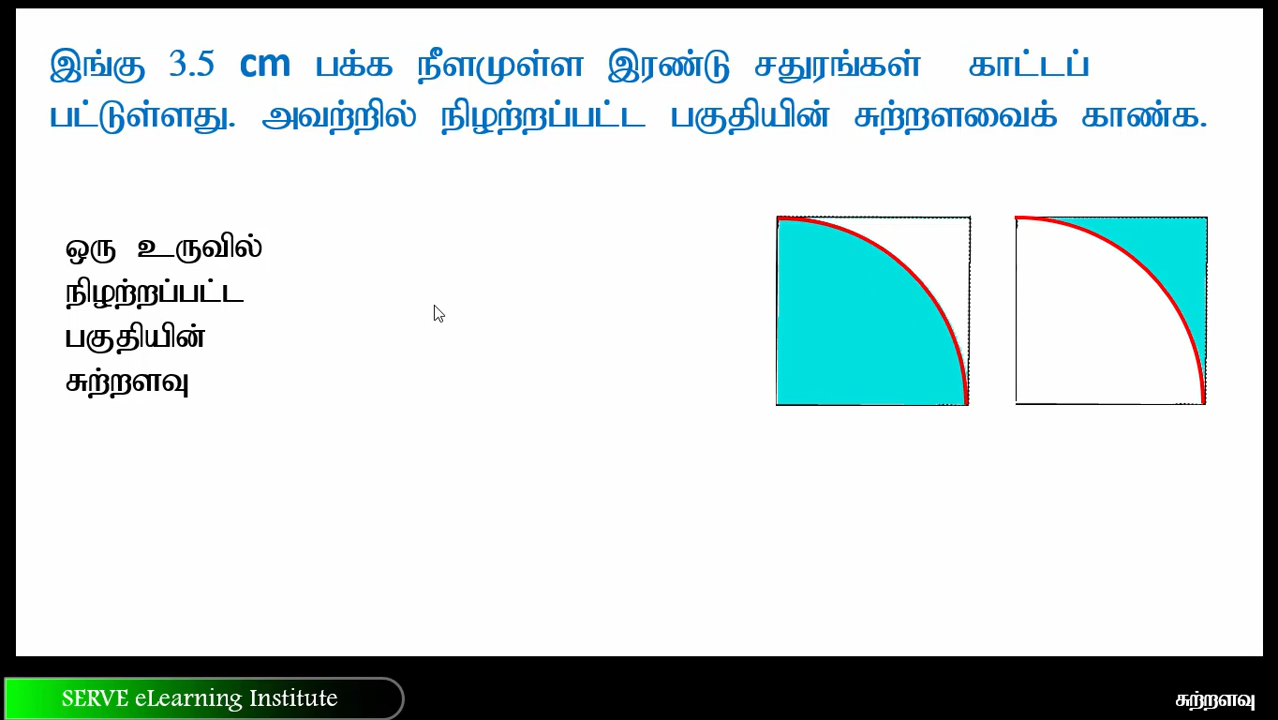 இங்கு 3.5 cm பக்க நீளமுள்ள இரண்டு சதுரங்கள் காட்டப்
பட்டுள்ளது. அவற்றில் நிழற்றப்பட்ட பகுதியின் சுற்றளவைக் காண்க.
ஒரு உருவில்
நிழற்றப்பட்ட
பகுதியின்
சுற்றளவு
SERVE eLearning Institute
சுற்றளவு